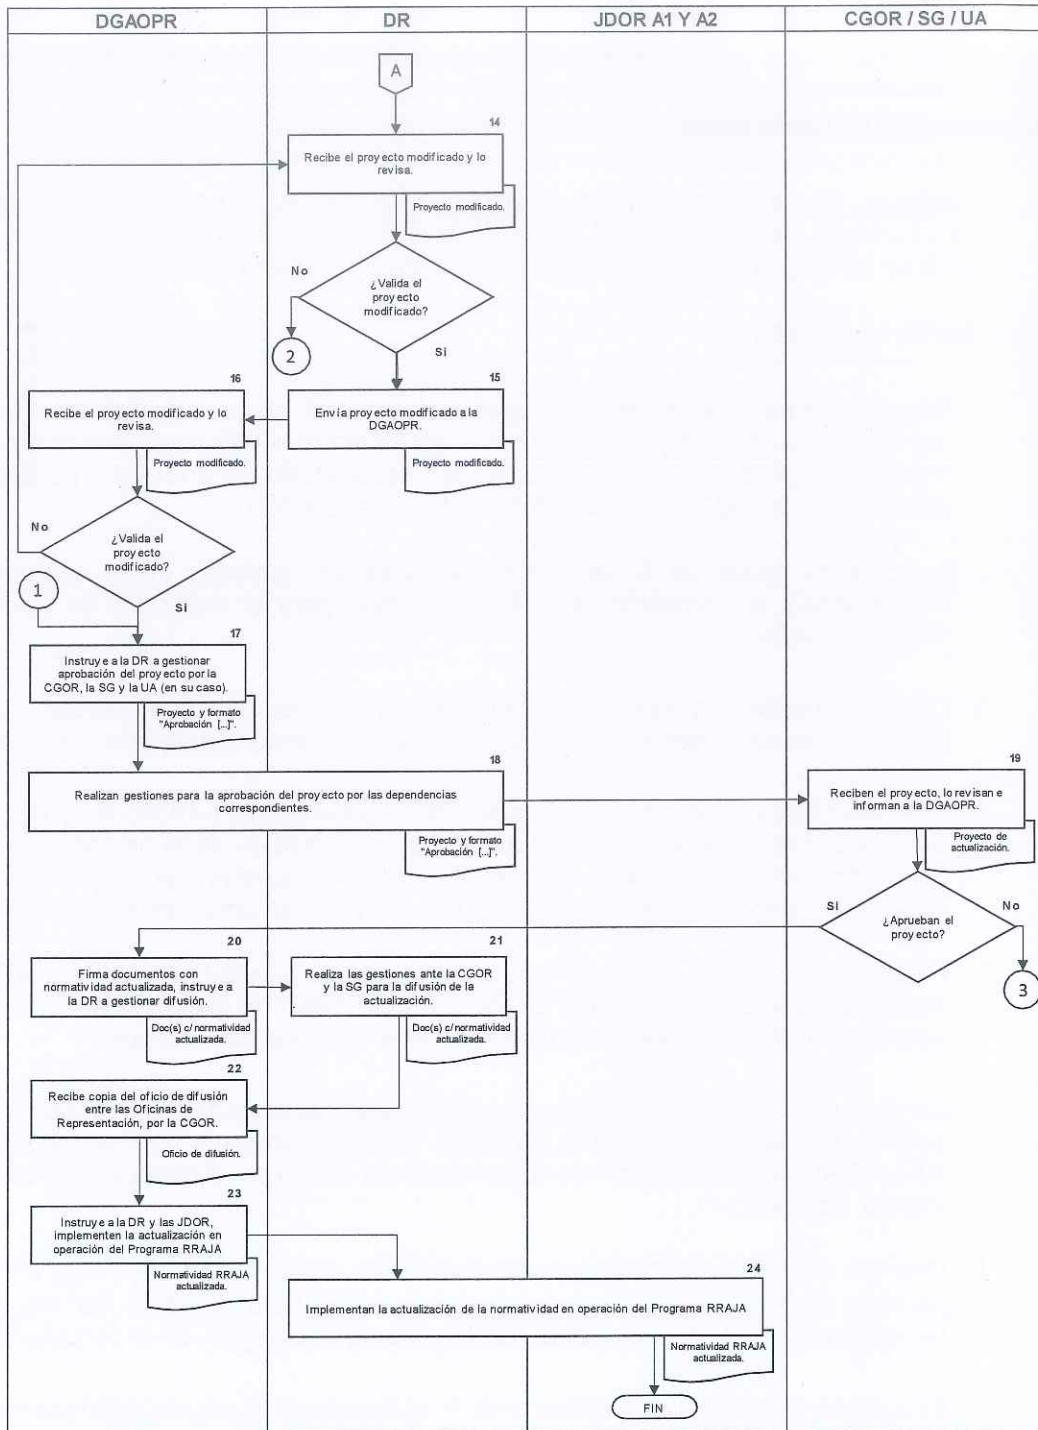 DGAOPR
DR
JDOR A1 Y A2
CGOR / SG / UA
A
14
Recibe el proyecto modificado y lo
revisa.
Proyecto modificado.
No
¿Valida el
proyecto
modificado?
2
Si
16
15
Recibe el proyecto modificado y lo
revisa.
Envía proyecto modificado a la
DGAOPR.
Proyecto modificado.
Proyecto modificado.
No
¿Valida el
proyecto
modificado?
1
Si
17
Instruye a la DR a gestionar
aprobación del proyecto por la
CGOR, la SG y la UA (en su caso).
Proyecto y formato
"Aprobación [...]".
18
Realizan gestiones para la aprobación del proyecto por las dependencias
correspondientes.
Proyecto y formato
"Aprobación [...]".
19
Reciben el proyecto, lo revisan e
informan a la DGAOPR.
Proyecto de
actualización.
Si
¿Aprueban el
proyecto?
No
3
20
Firma documentos con
normatividad actualizada, instruye a
la DR a gestionar difusión.
Doc(s) c/ normatividad
actualizada.
21
Realiza las gestiones ante la CGOR
y la SG para la difusión de la
actualización.
Doc(s) c/ normatividad
actualizada.
22
Recibe copia del oficio de difusión
entre las Oficinas de
Representación, por la CGOR.
Oficio de difusión.
23
Instruye a la DR y las JDOR,
implementen la actualización en
operación del Programa RRAJA
Normatividad RRAJA
actualizada.
24
Implementan la actualización de la normatividad en operación del Programa RRAJA
Normatividad RRAJA
actualizada.
FIN